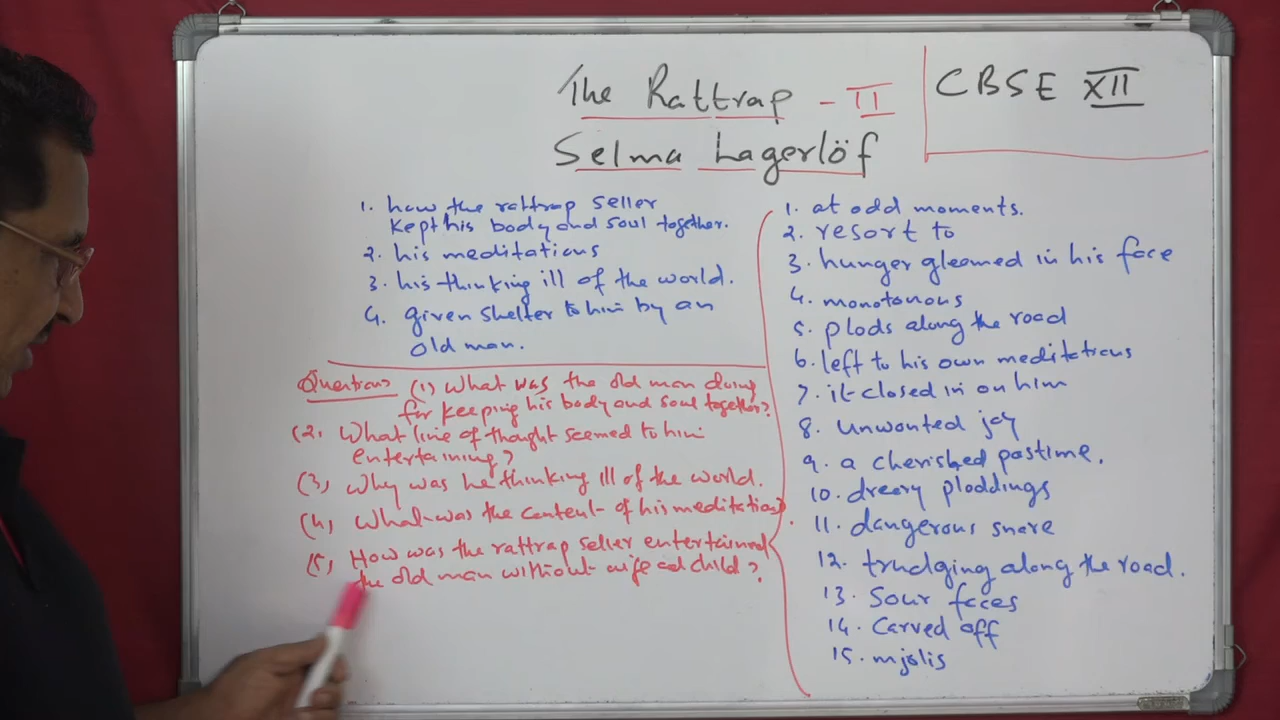 The Rattrap - II
Selma Lagerlöf
CBSE XII
1. how the rattrap seller
kept his body and soul together.
2. his meditations
3. his thinking ill of the world.
4. given shelter to him by an
old man.
Questions (1) What was the old man doing
for keeping his body and soul together?
(2, What line of thought seemed to him
entertaining?
(3, Why was he thinking ill of the world.
(4, What was the content of his meditations?
(5, How was the rattrap seller entertained
the old man without wife and child?
1. at odd moments.
2. resort to
3. hunger gleamed in his face
4. monotonous
5. plods along the road
6. left to his own meditations
7. it closed in on him
8. unwonted joy
9. a cherished pastime.
10. dreary ploddings
11. dangerous snare
12. trudging along the road.
13. Sour faces
14. Carved off
15. mjölis